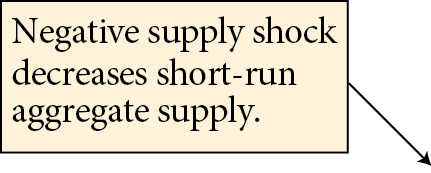 Negative supply shock
decreases short-run
aggregate supply.